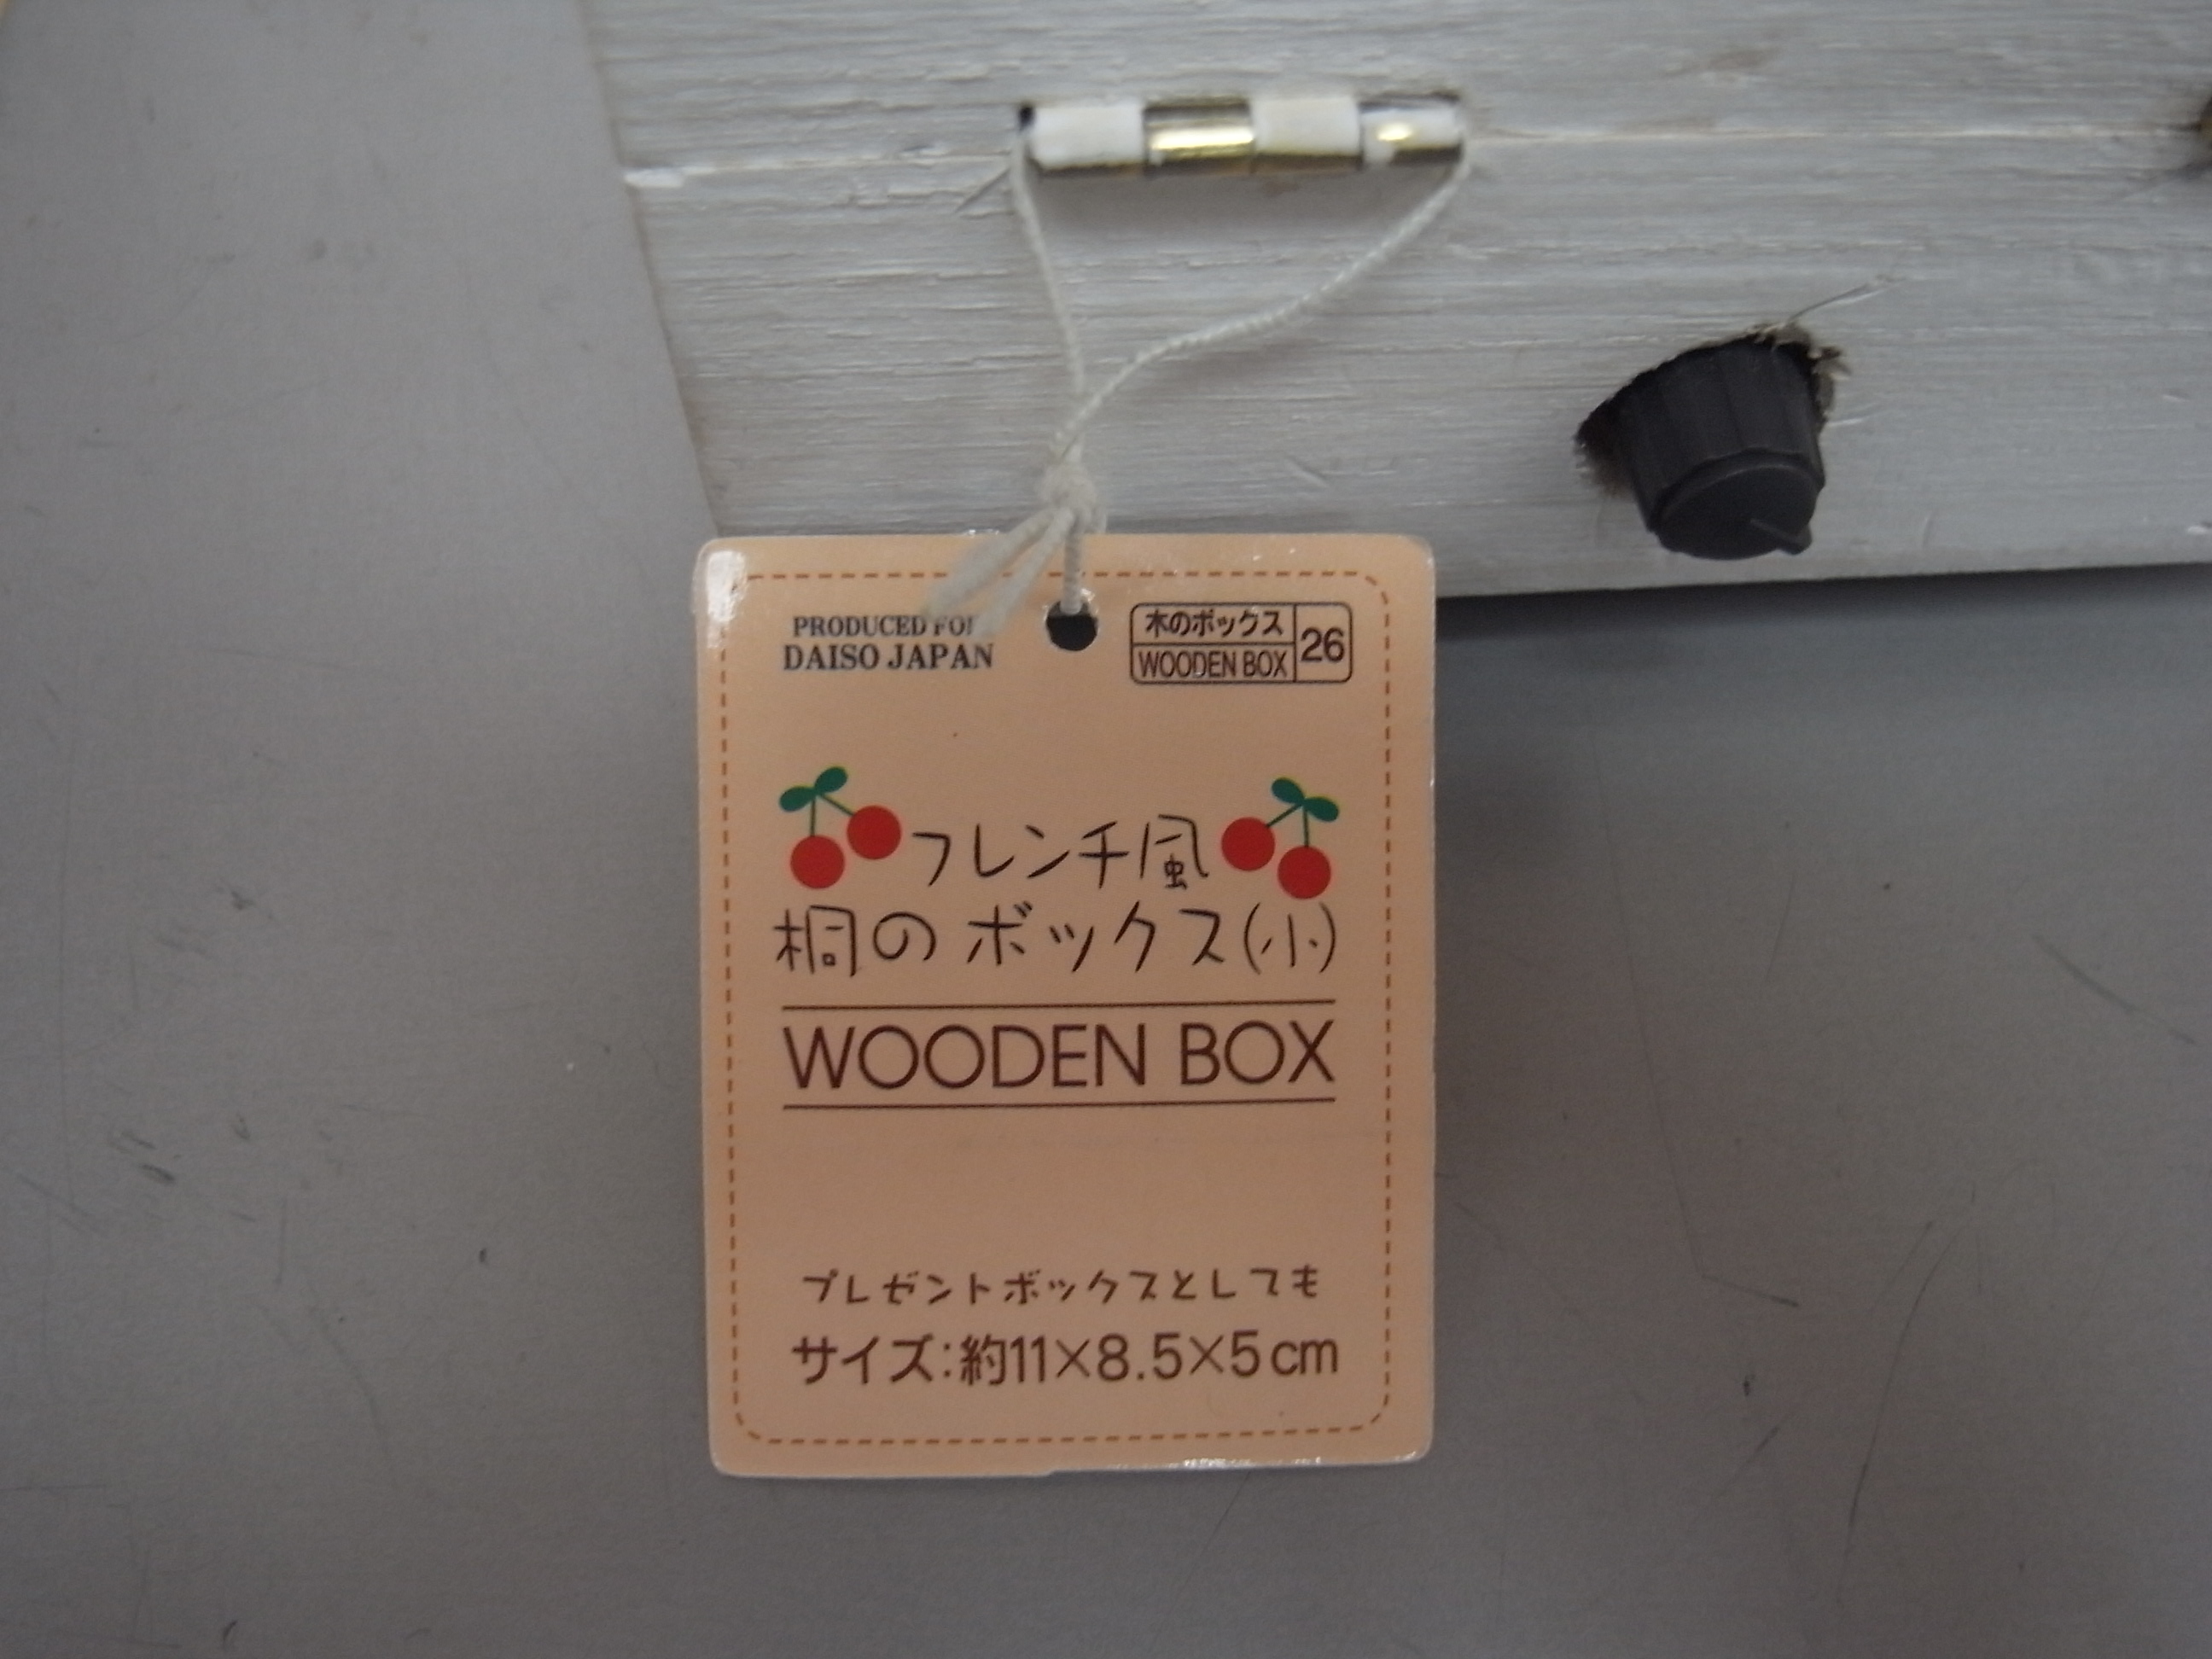 PRODUCED FOR
DAISO JAPAN
木のボックス
WOODEN BOX
26
フレンチ風
桐のボックス(小)
WOODEN BOX
プレゼントボックスとしても
サイズ:約11×8.5×5cm